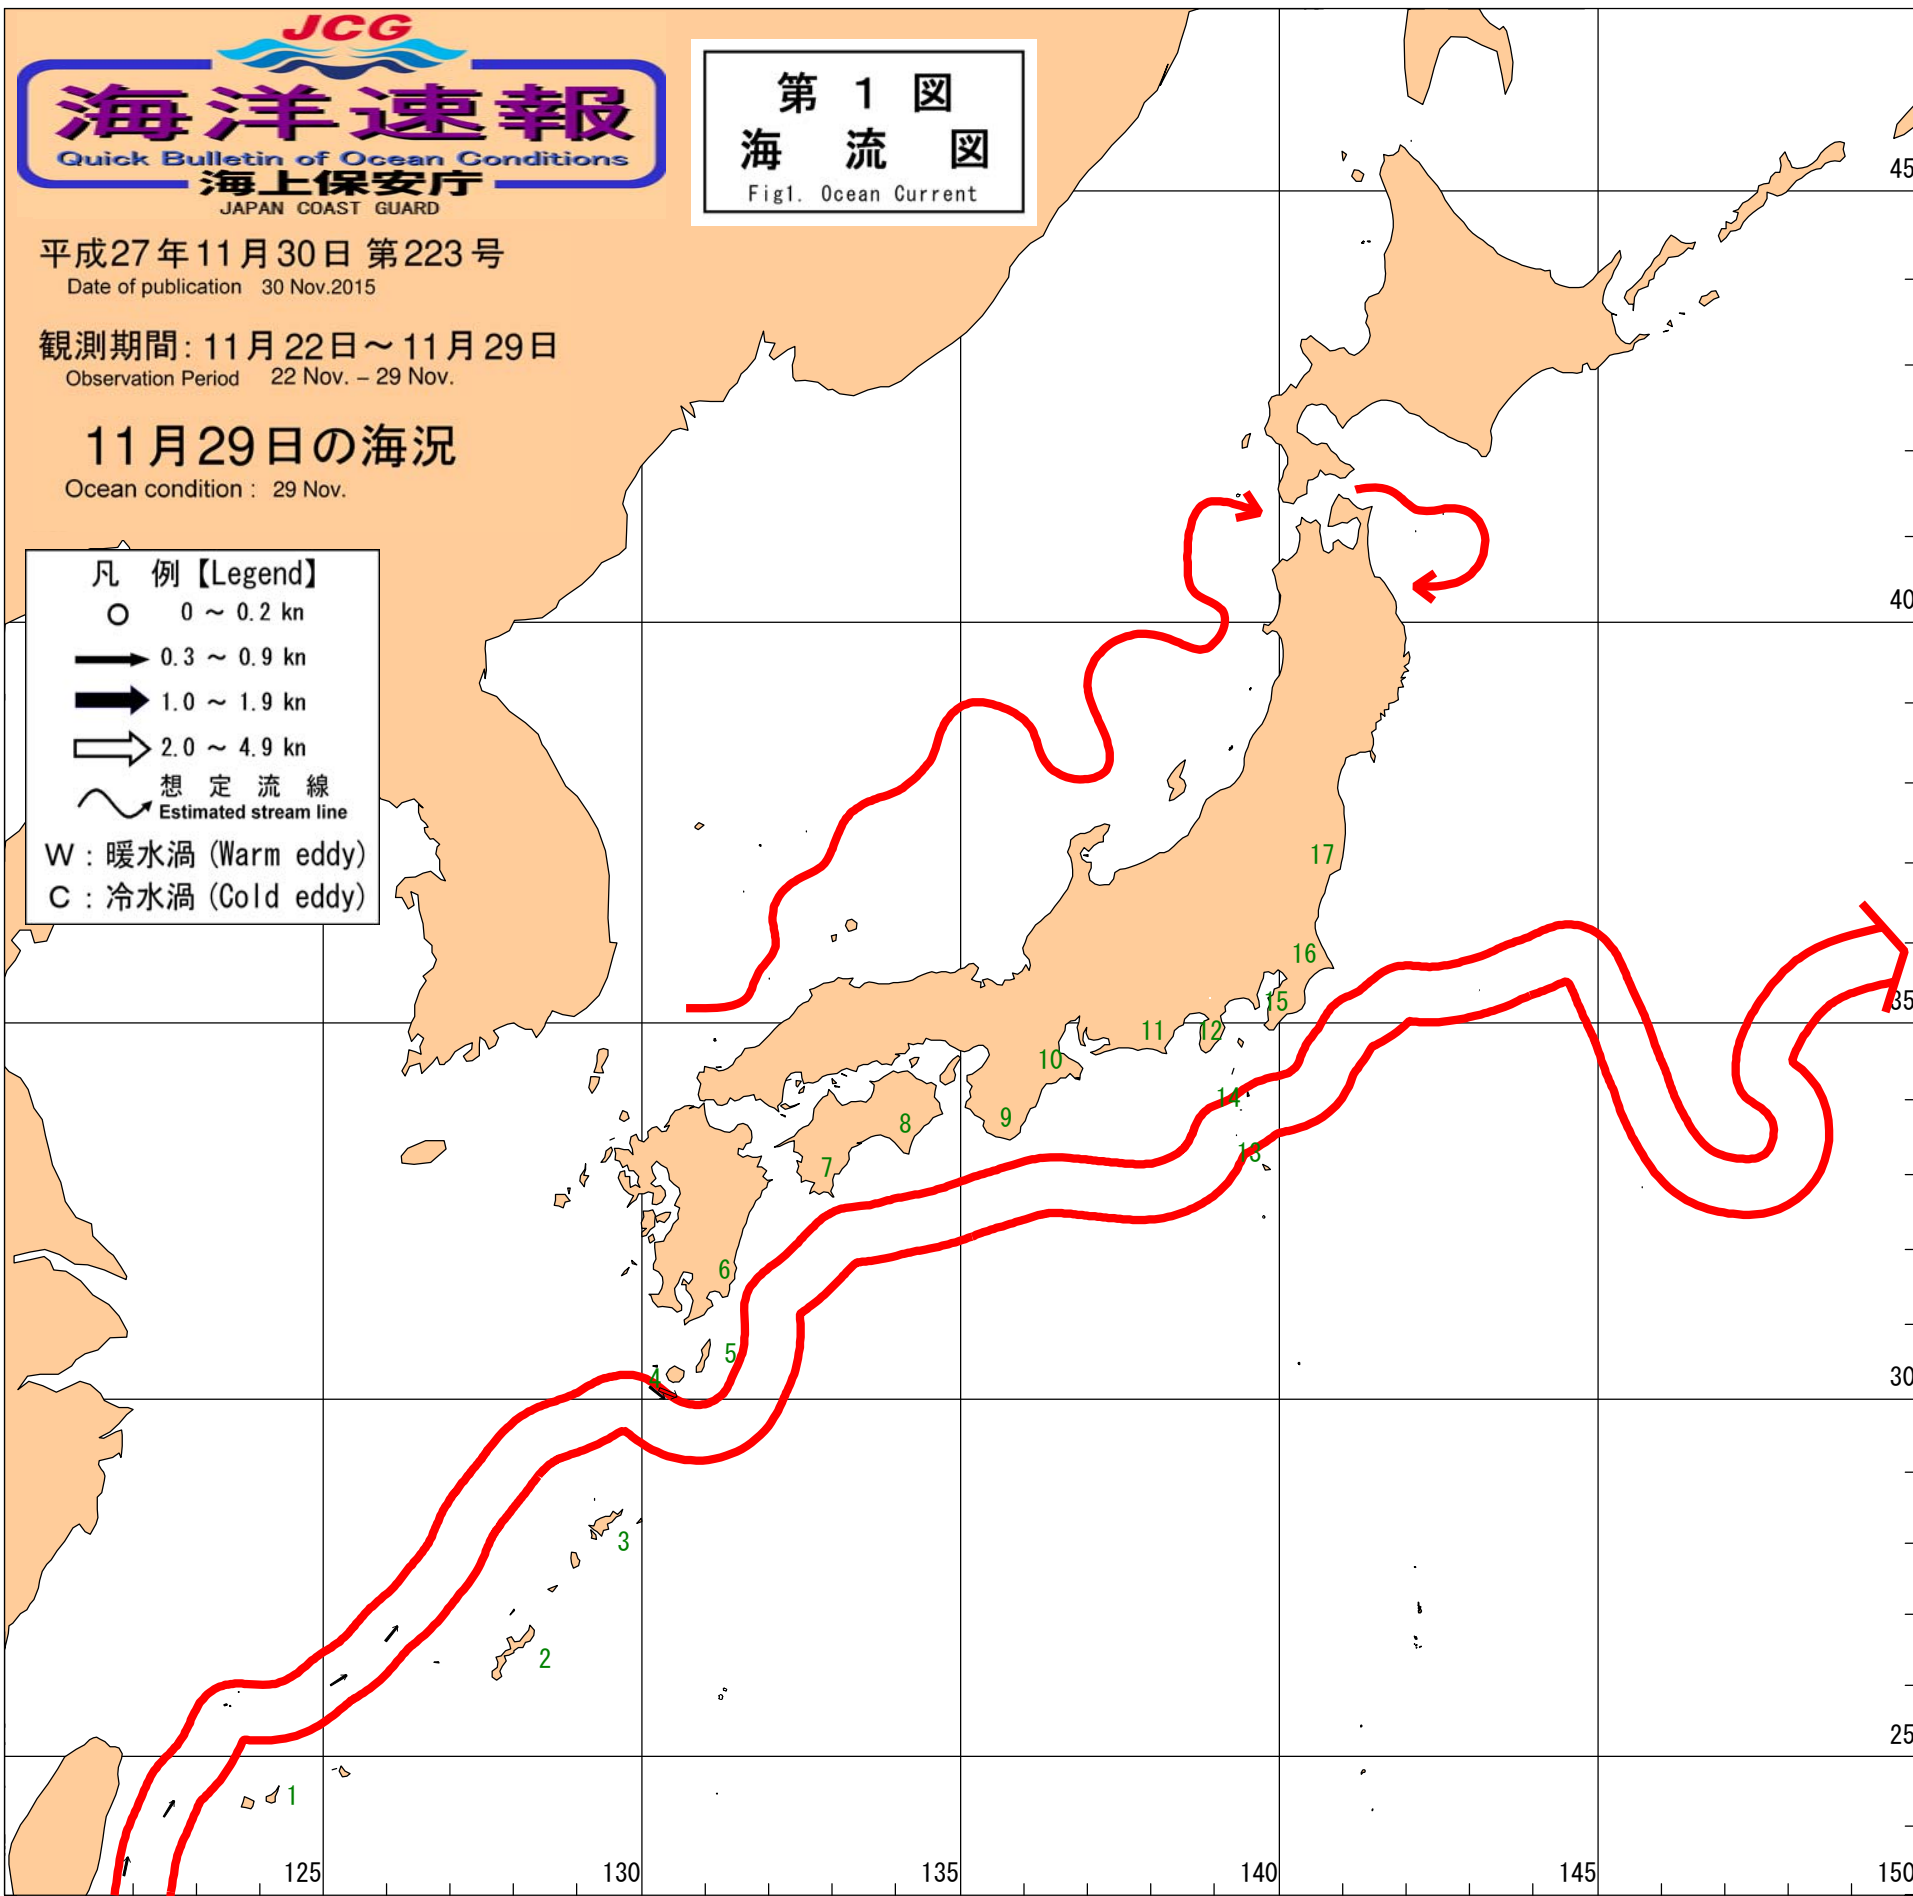 JCG
海洋速報
Quick Bulletin of Ocean Conditions
海上保安庁
JAPAN COAST GUARD
第 1 図
海 流 図
Fig1. Ocean Current
平成27年11月30日 第223号
Date of publication 30 Nov.2015
観測期間: 11月22日～11月29日
Observation Period 22 Nov. – 29 Nov.
11月29日の海況
Ocean condition : 29 Nov.
凡 例【Legend】
0 ～ 0.2 kn
0.3 ～ 0.9 kn
1.0 ～ 1.9 kn
2.0 ～ 4.9 kn
想 定 流 線
Estimated stream line
W : 暖水渦 (Warm eddy)
C : 冷水渦 (Cold eddy)
45
40
35
30
25
17
16
15
12
11
10
14
13
9
8
7
6
5
4
3
2
1
125
130
135
140
145
150